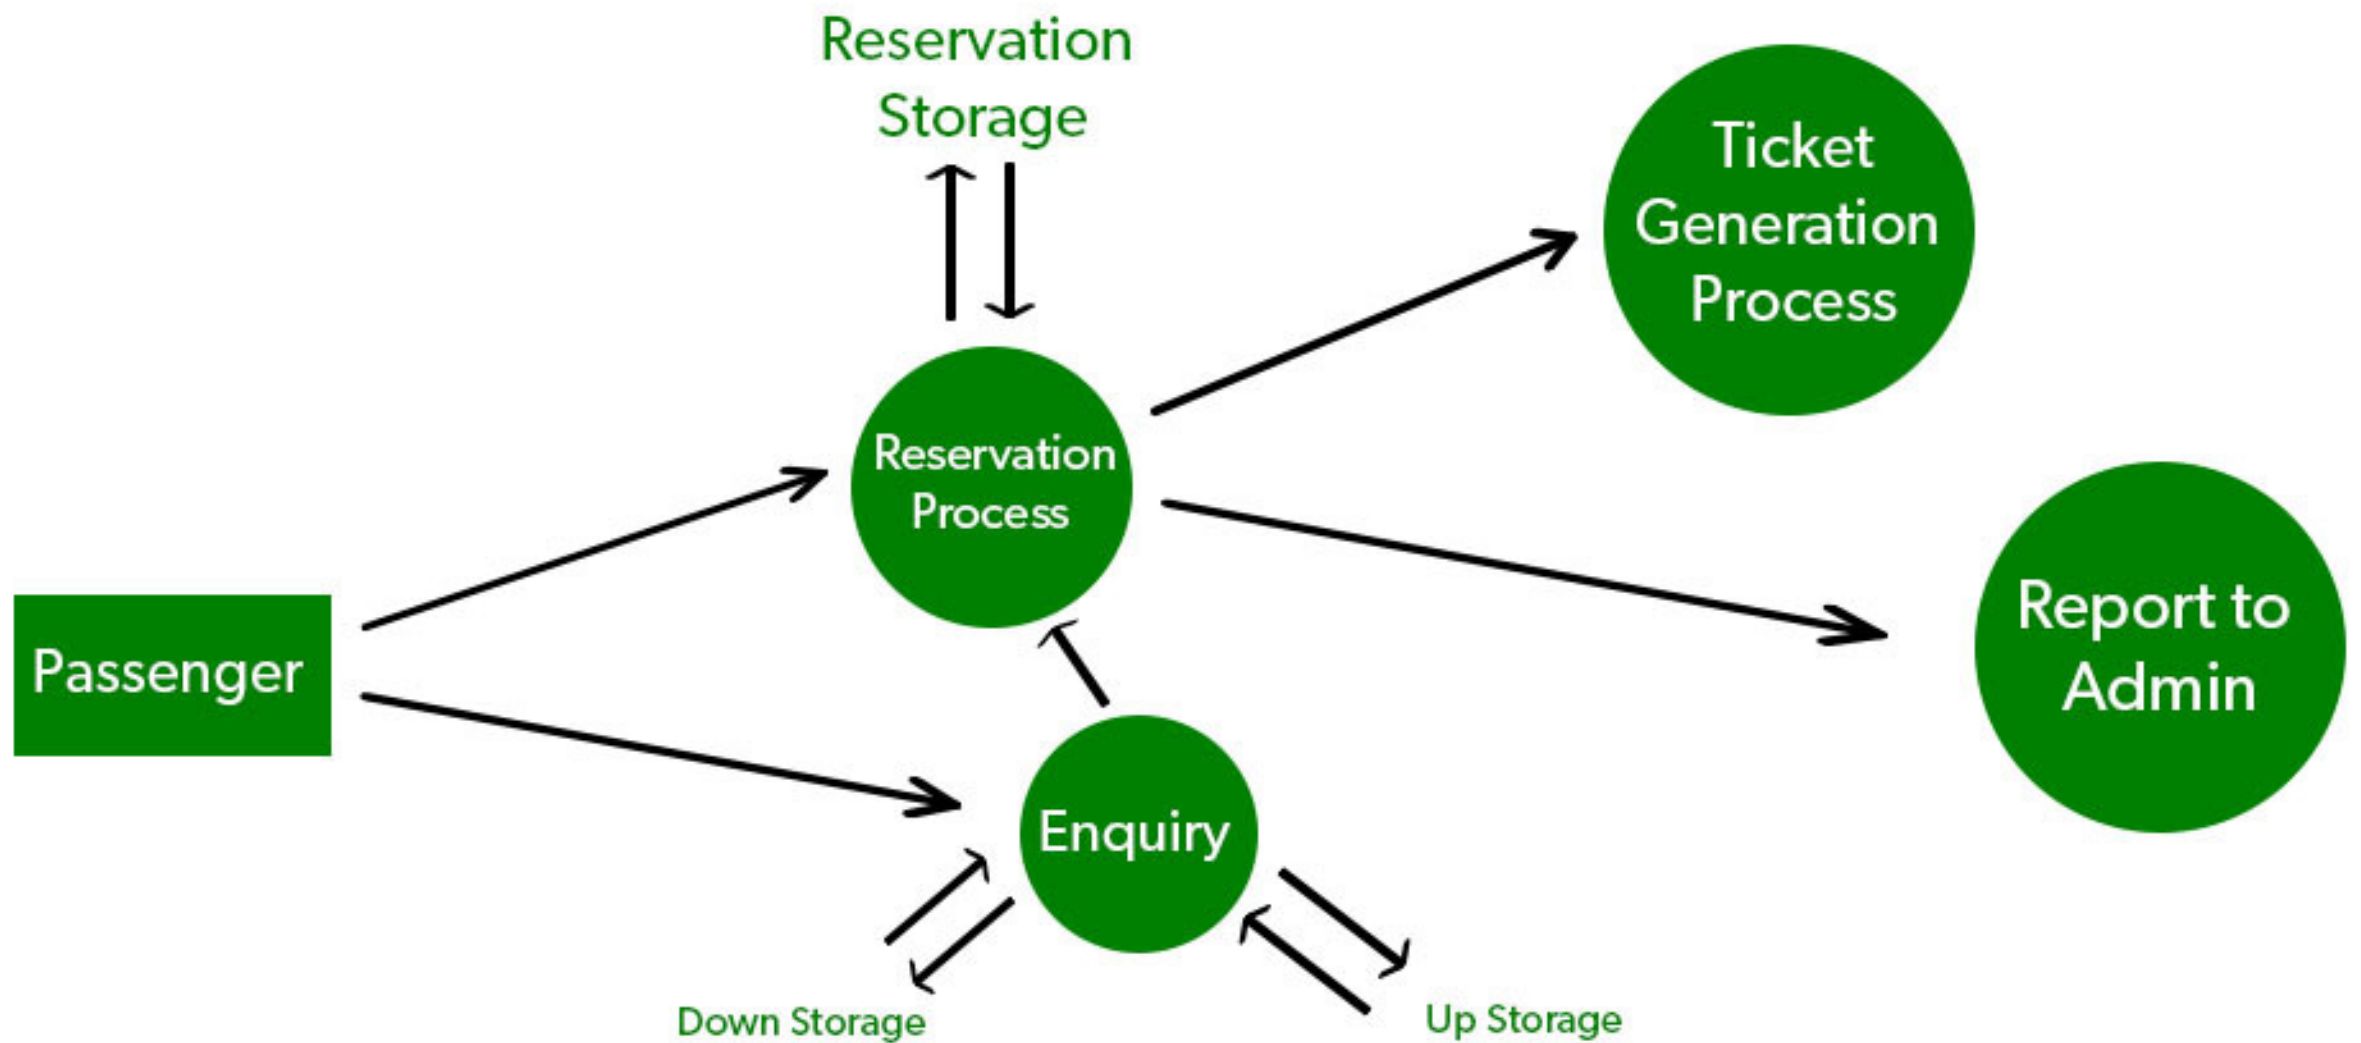 Reservation
Storage
Ticket
Generation
Process
Reservation
Process
Passenger
Report to
Admin
Enquiry
Down Storage
Up Storage